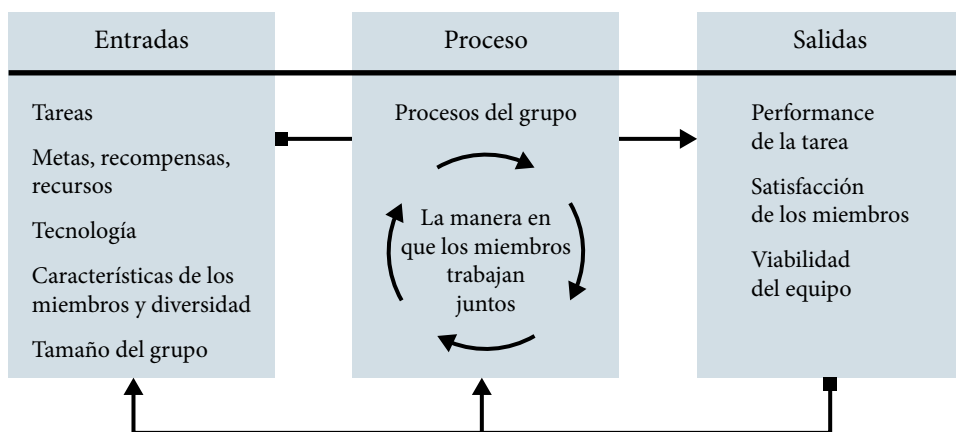 Entradas
Tareas
Metas, recompensas,
recursos
Tecnología
Características de los
miembros y diversidad
Tamaño del grupo
Proceso
Procesos del grupo
La manera en
que los miembros
trabajan
juntos
Salidas
Performance
de la tarea
Satisfacción
de los miembros
Viabilidad
del equipo